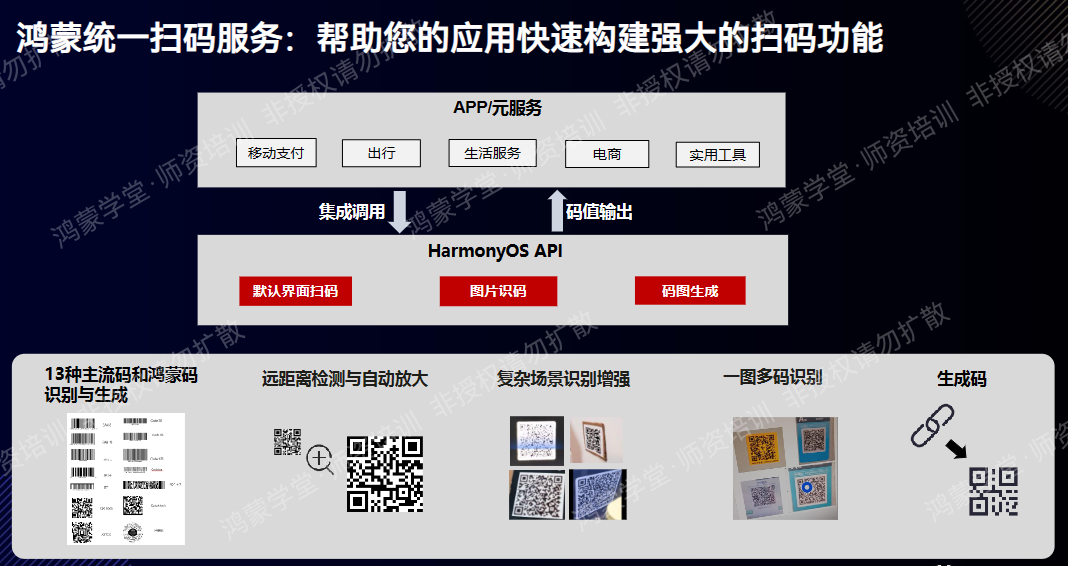 鸿蒙统一扫码服务：帮助您的应用快速构建强大的扫码功能
APP/元服务
移动支付
出行
生活服务
电商
实用工具
集成调用
码值输出
HarmonyOS API
默认界面扫码
图片识码
码图生成
13种主流码和鸿蒙码
识别与生成
远距离检测与自动放大
复杂场景识别增强
一图多码识别
生成码
鸿蒙学堂·师资培训 非授权请勿扩散